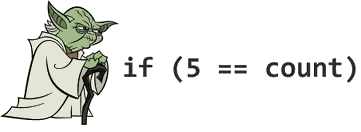 if (5 == count)